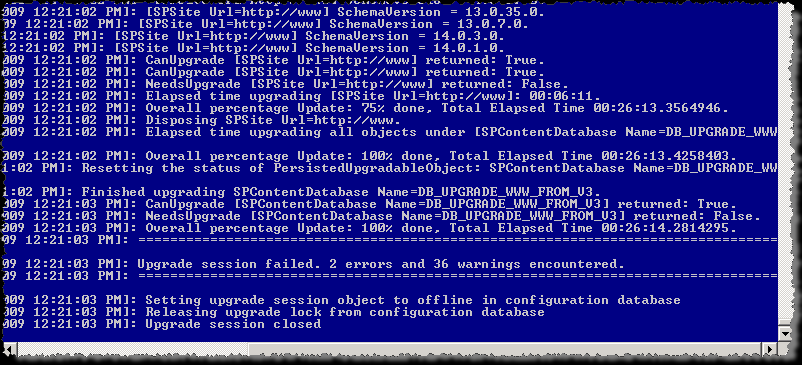 009 12:21:02 PM]: [SPSite Url=http://www] SchemaVersion = 13.0.35.0.
09 12:21:02 PM]: [SPSite Url=http://www] SchemaVersion = 13.0.7.0.
12:21:02 PM]: [SPSite Url=http://www] SchemaVersion = 14.0.3.0.
12:21:02 PM]: [SPSite Url=http://www] SchemaVersion = 14.0.1.0.
009 12:21:02 PM]: CanUpgrade [SPSite Url=http://www] returned: True.
009 12:21:02 PM]: CanUpgrade [SPSite Url=http://www] returned: True.
009 12:21:02 PM]: NeedsUpgrade [SPSite Url=http://www] returned: False.
009 12:21:02 PM]: Elapsed time upgrading [SPSite Url=http://www]: 00:06:11.
009 12:21:02 PM]: Overall percentage Update: 75% done, Total Elapsed Time 00:26:13.3564946.
009 12:21:02 PM]: Disposing SPSite Url=http://www.
009 12:21:02 PM]: Elapsed time upgrading all objects under [SPContentDatabase Name=DB_UPGRADE_WWW
009 12:21:02 PM]: Overall percentage Update: 100% done, Total Elapsed Time 00:26:13.4258403.
1:02 PM]: Resetting the status of PersistedUpgradableObject: SPContentDatabase Name=DB_UPGRADE_WW
1:02 PM]: Finished upgrading SPContentDatabase Name=DB_UPGRADE_WWW_FROM_V3.
009 12:21:03 PM]: CanUpgrade [SPContentDatabase Name=DB_UPGRADE_WWW_FROM_V3] returned: True.
009 12:21:03 PM]: NeedsUpgrade [SPContentDatabase Name=DB_UPGRADE_WWW_FROM_V3] returned: False.
009 12:21:03 PM]: Overall percentage Update: 100% done, Total Elapsed Time 00:26:14.2814295.
09 12:21:03 PM]: ================================================================================
09 12:21:03 PM]: Upgrade session failed. 2 errors and 36 warnings encountered.
09 12:21:03 PM]: ================================================================================
009 12:21:03 PM]: Setting upgrade session object to offline in configuration database
009 12:21:03 PM]: Releasing upgrade lock from configuration database
009 12:21:03 PM]: Upgrade session closed